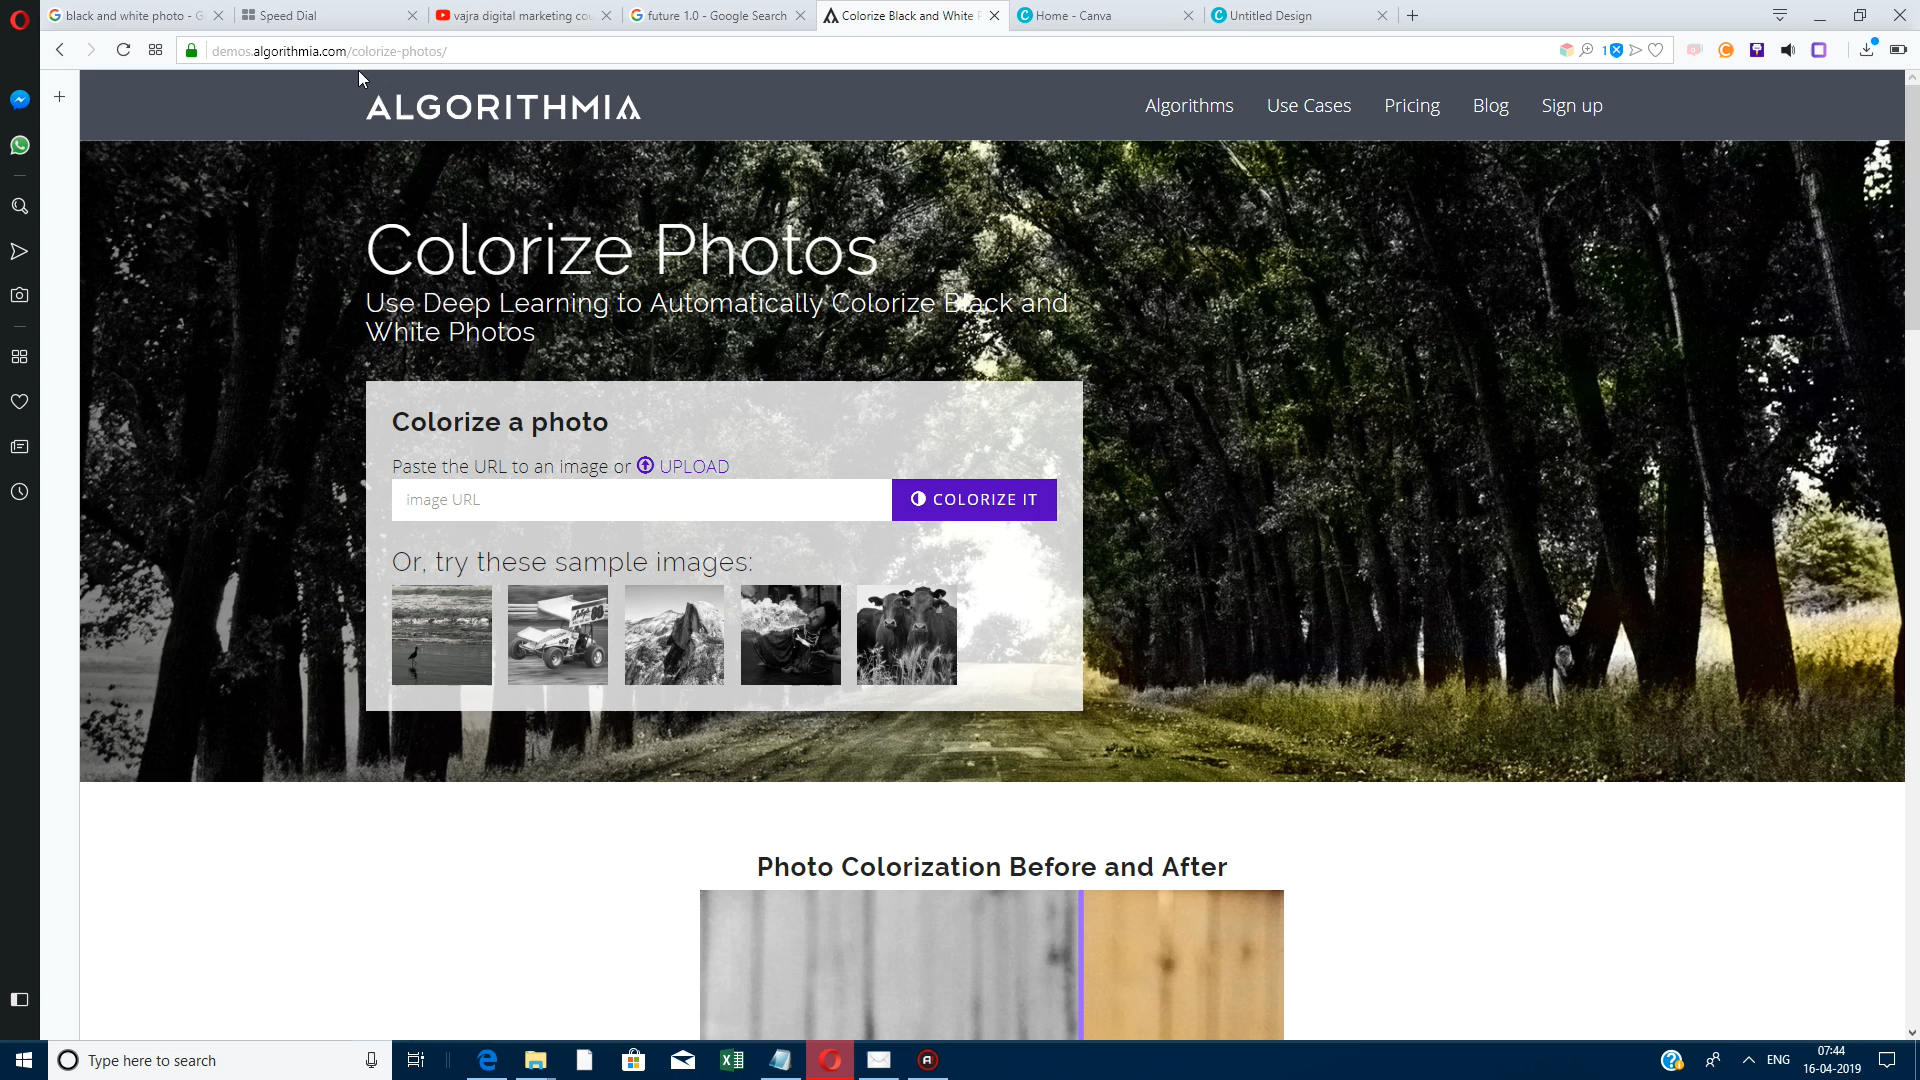 black and white photo - G
Speed Dial
vajra digital marketing cou
future 1.0 - Google Search
Colorize Black and White P
Home - Canva
Untitled Design
demos.algorithmia.com/colorize-photos/
1
ALGORITHMIA
Algorithms
Use Cases
Pricing
Blog
Sign up
Colorize Photos
Use Deep Learning to Automatically Colorize Black and
White Photos
Colorize a photo
Paste the URL to an image or UPLOAD
image URL
COLORIZE IT
Or, try these sample images:
Photo Colorization Before and After
Type here to search
ENG
07:44
16-04-2019